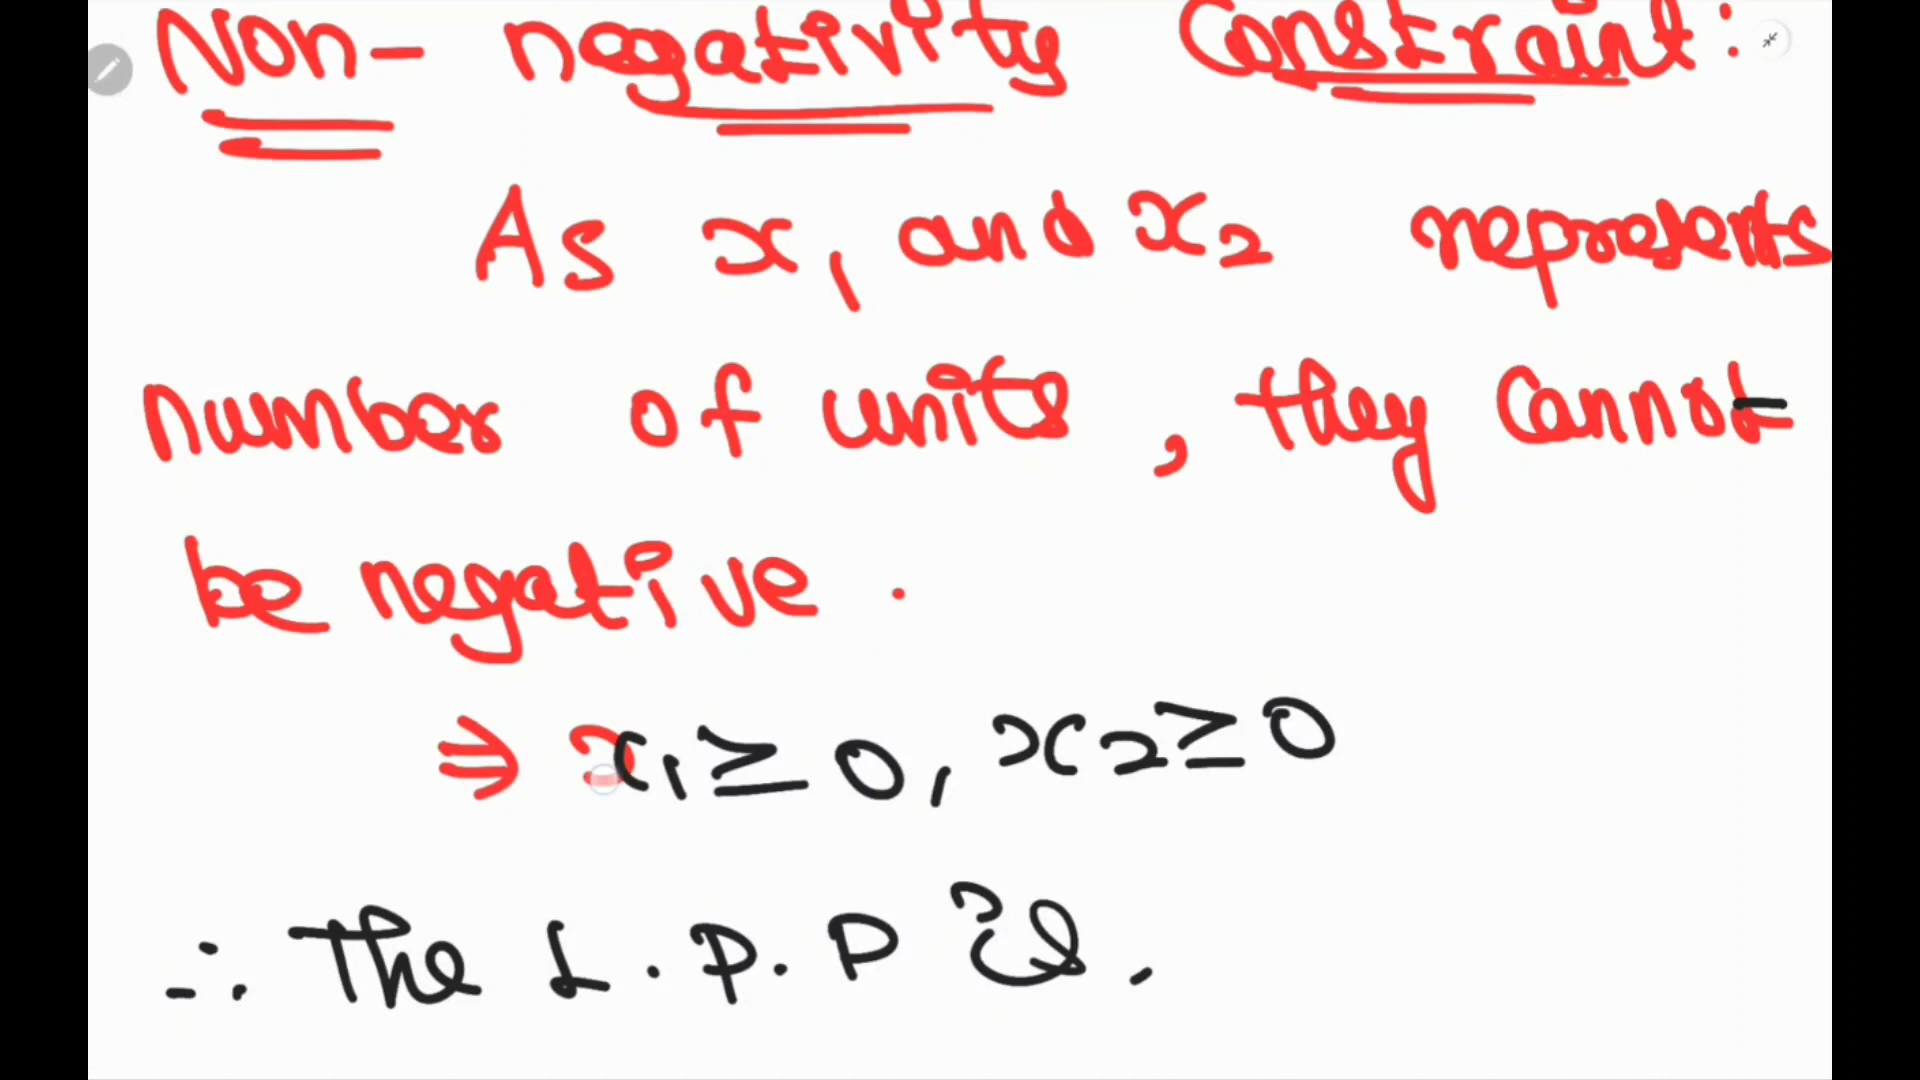 Non-negativity Constraint:
As x₁ and x₂ represents
number of units, they cannot
be negative.
⇒ x₁ ≥ 0, x₂ ≥ 0
∴ The L.P.P is.